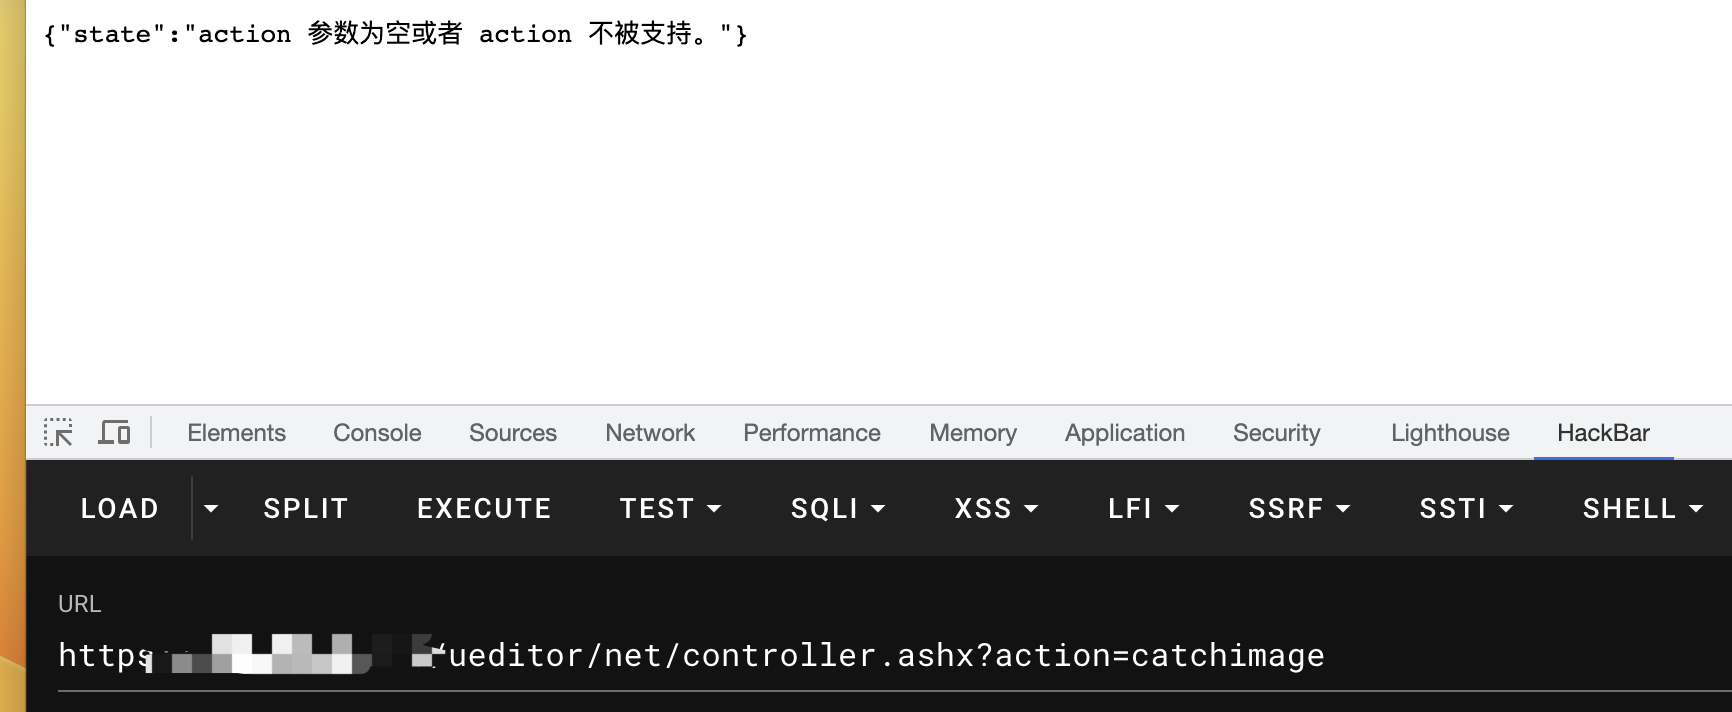 {"state":"action 参数为空或者 action 不被支持。"}
Elements Console Sources Network Performance Memory Application Security Lighthouse HackBar
LOAD SPLIT EXECUTE TEST SQLI XSS LFI SSRF SSTI SHELL
URL
https /ueditor/net/controller.ashx?action=catchimage